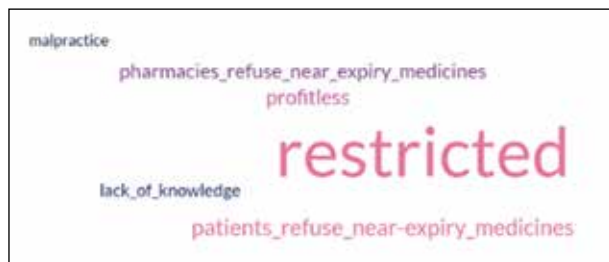 malpractice
pharmacies_refuse_near_expiry_medicines
profitless
restricted
lack_of_knowledge
patients_refuse_near-expiry_medicines